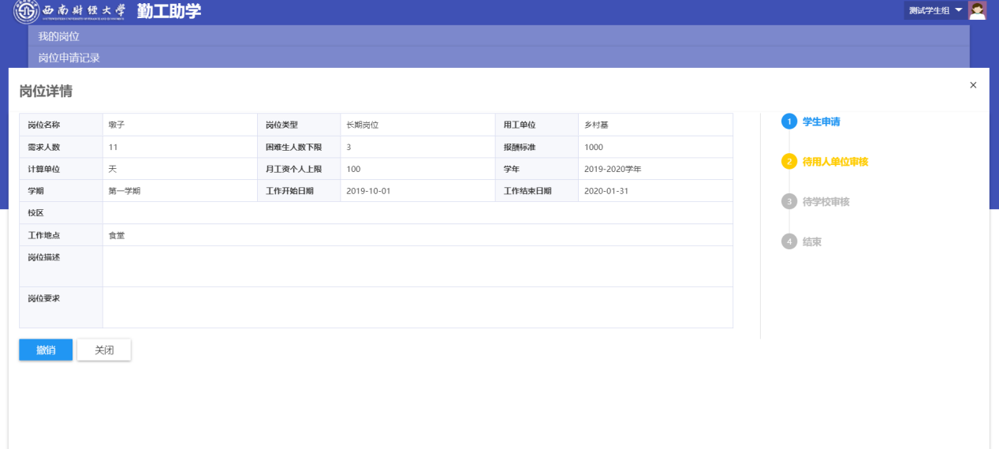 西南财经大学 勤工助学 测试学生组
我的岗位
岗位申请记录
岗位详情 ×
岗位名称 墩子 岗位类型 长期岗位 用工单位 乡村基
需求人数 11 困难生人数下限 3 报酬标准 1000
计算单位 天 月工资个人上限 100 学年 2019-2020学年
学期 第一学期 工作开始日期 2019-10-01 工作结束日期 2020-01-31
校区
工作地点 食堂
岗位描述
岗位要求
撤销 关闭
1 学生申请
2 待用人单位审核
3 待学校审核
4 结束